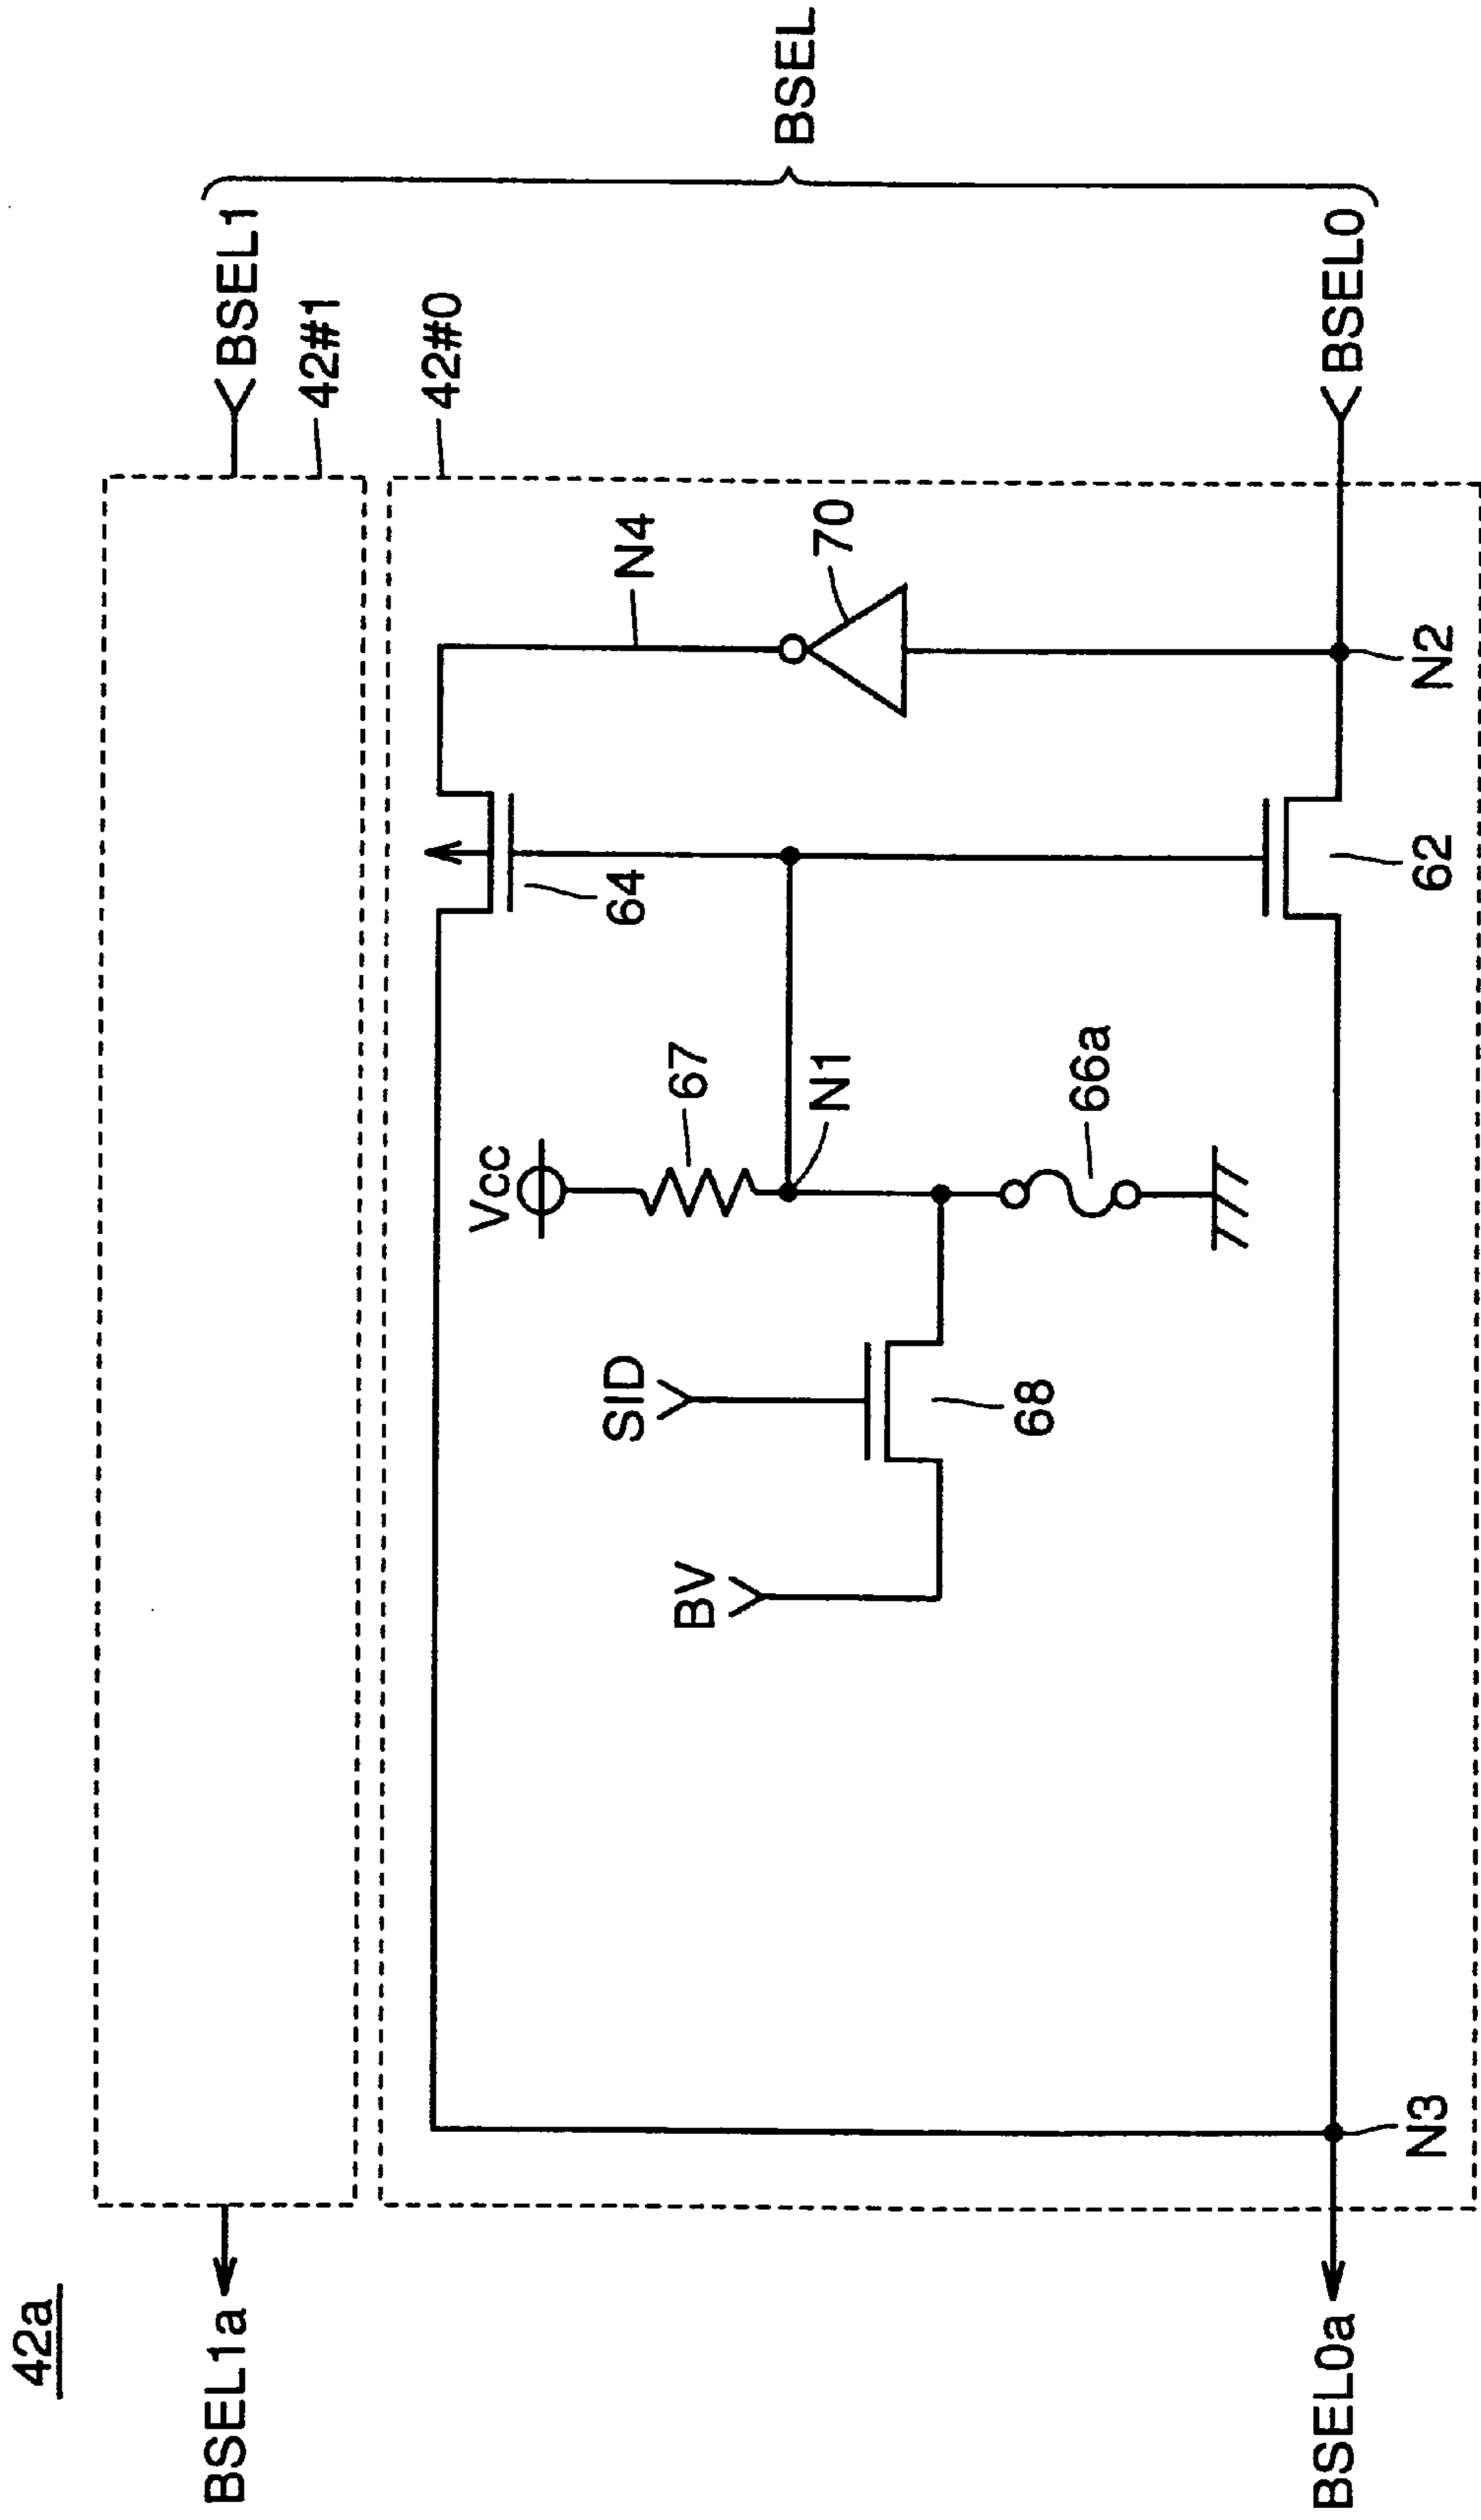 42a
BSEL1a
BSEL1
42#1
42#0
BSEL
N4
64
70
Vcc
67
SID
BV
N1
68
66a
62
BSEL0a
BSEL0
N3
N2